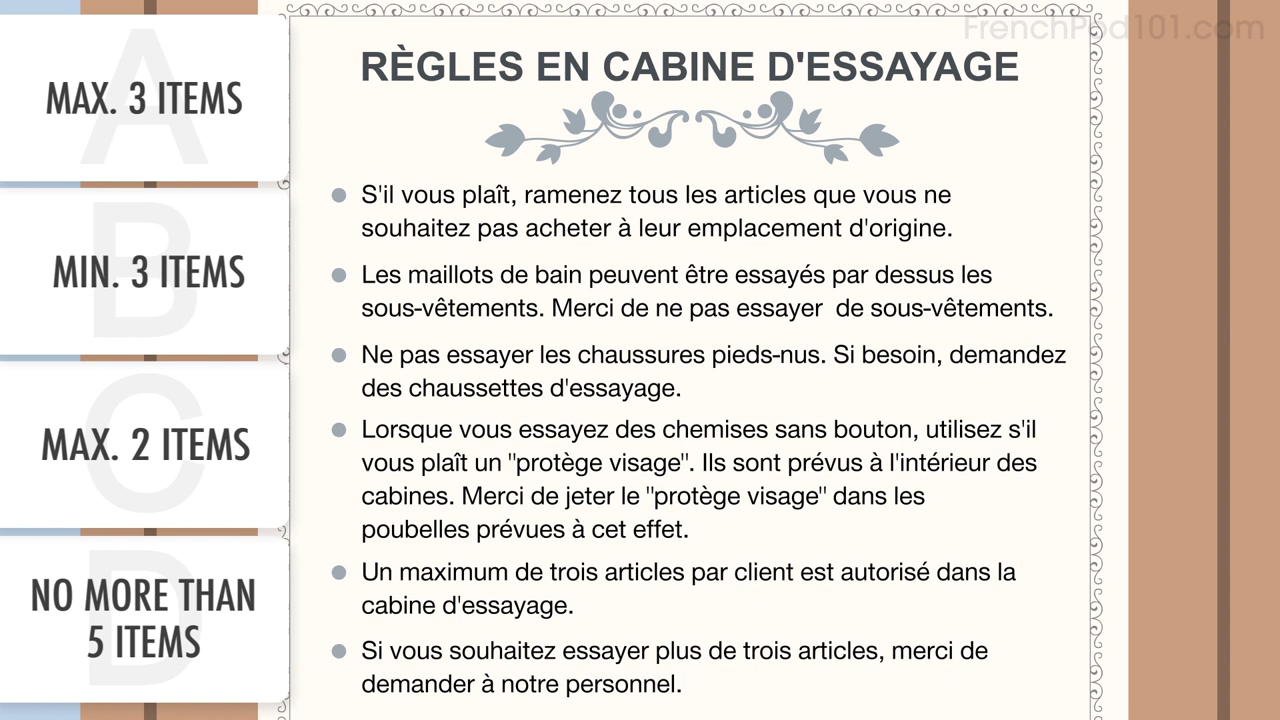 FrenchPod101.com
A
MAX. 3 ITEMS
B
MIN. 3 ITEMS
C
MAX. 2 ITEMS
D
NO MORE THAN
5 ITEMS
RÈGLES EN CABINE D'ESSAYAGE
S'il vous plaît, ramenez tous les articles que vous ne
souhaitez pas acheter à leur emplacement d'origine.
Les maillots de bain peuvent être essayés par dessus les
sous-vêtements. Merci de ne pas essayer  de sous-vêtements.
Ne pas essayer les chaussures pieds-nus. Si besoin, demandez
des chaussettes d'essayage.
Lorsque vous essayez des chemises sans bouton, utilisez s'il
vous plaît un "protège visage". Ils sont prévus à l'intérieur des
cabines. Merci de jeter le "protège visage" dans les
poubelles prévues à cet effet.
Un maximum de trois articles par client est autorisé dans la
cabine d'essayage.
Si vous souhaitez essayer plus de trois articles, merci de
demander à notre personnel.